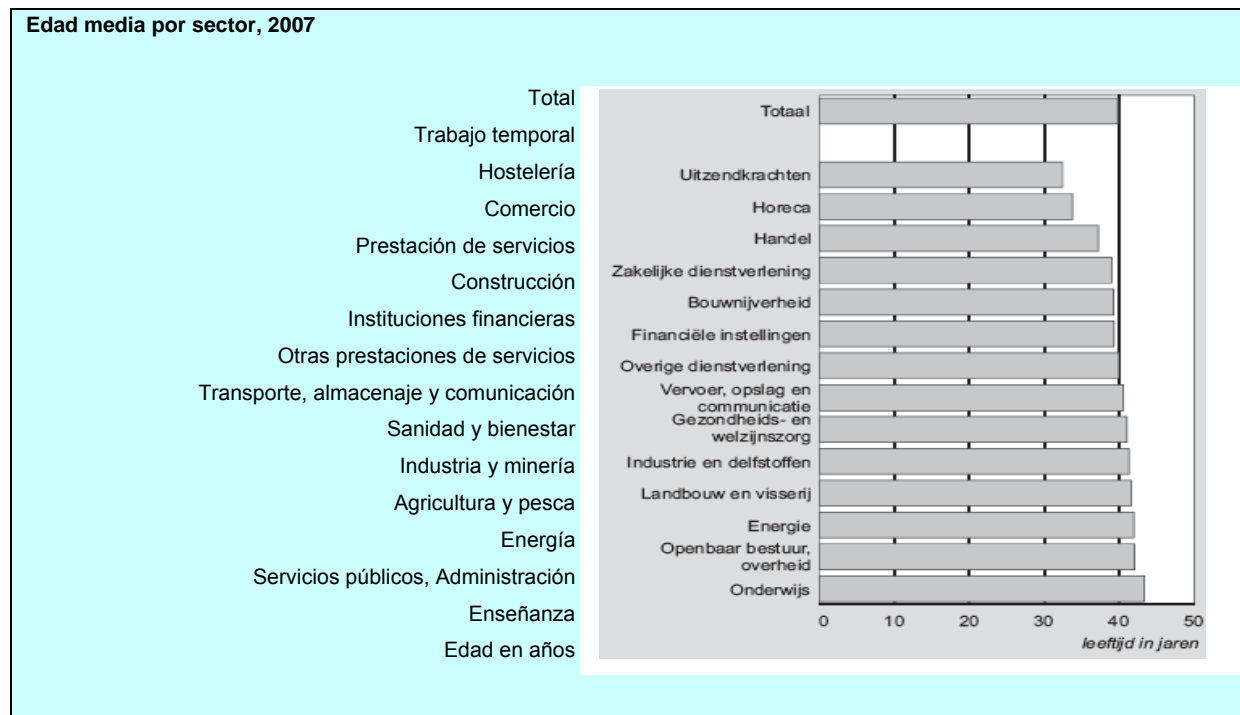 Edad media por sector, 2007
Total
Trabajo temporal
Hostelería
Comercio
Prestación de servicios
Construcción
Instituciones financieras
Otras prestaciones de servicios
Transporte, almacenaje y comunicación
Sanidad y bienestar
Industria y minería
Agricultura y pesca
Energía
Servicios públicos, Administración
Enseñanza
Edad en años
Totaal
Uitzendkrachten
Horeca
Handel
Zakelijke dienstverlening
Bouwnijverheid
Financiële instellingen
Overige dienstverlening
Vervoer, opslag en
communicatie
Gezondheids- en
welzijnszorg
Industrie en delfstoffen
Landbouw en visserij
Energie
Openbaar bestuur,
overheid
Onderwijs
0 10 20 30 40 50
leeftijd in jaren